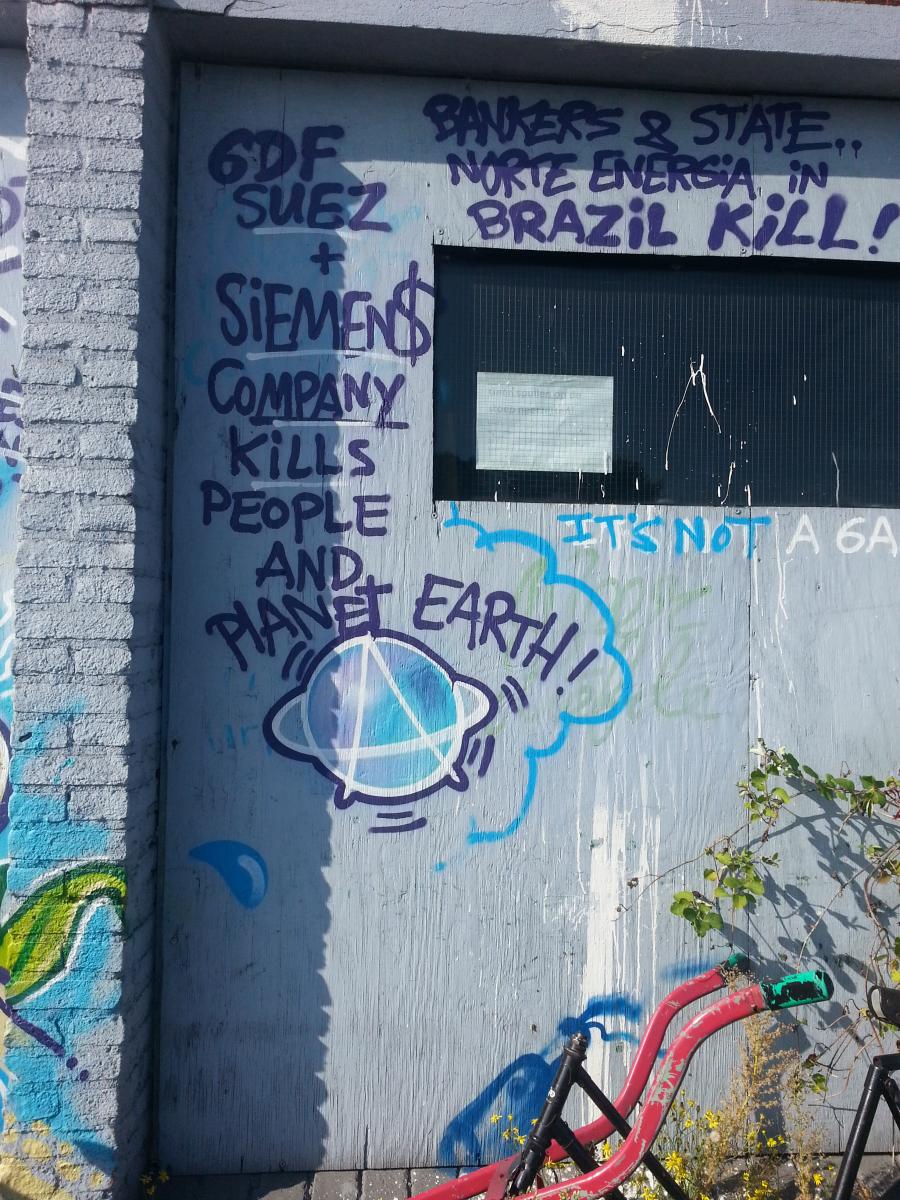 BANKERS & STATE..
NORTE ENERGiA iN
BRAZiL KiLL!
GDF
SUEZ
+
SiEMEN$
COMPANY
KiLLS
PEOPLE
AND
PLANET EARTH!
IT'S NOT A GA